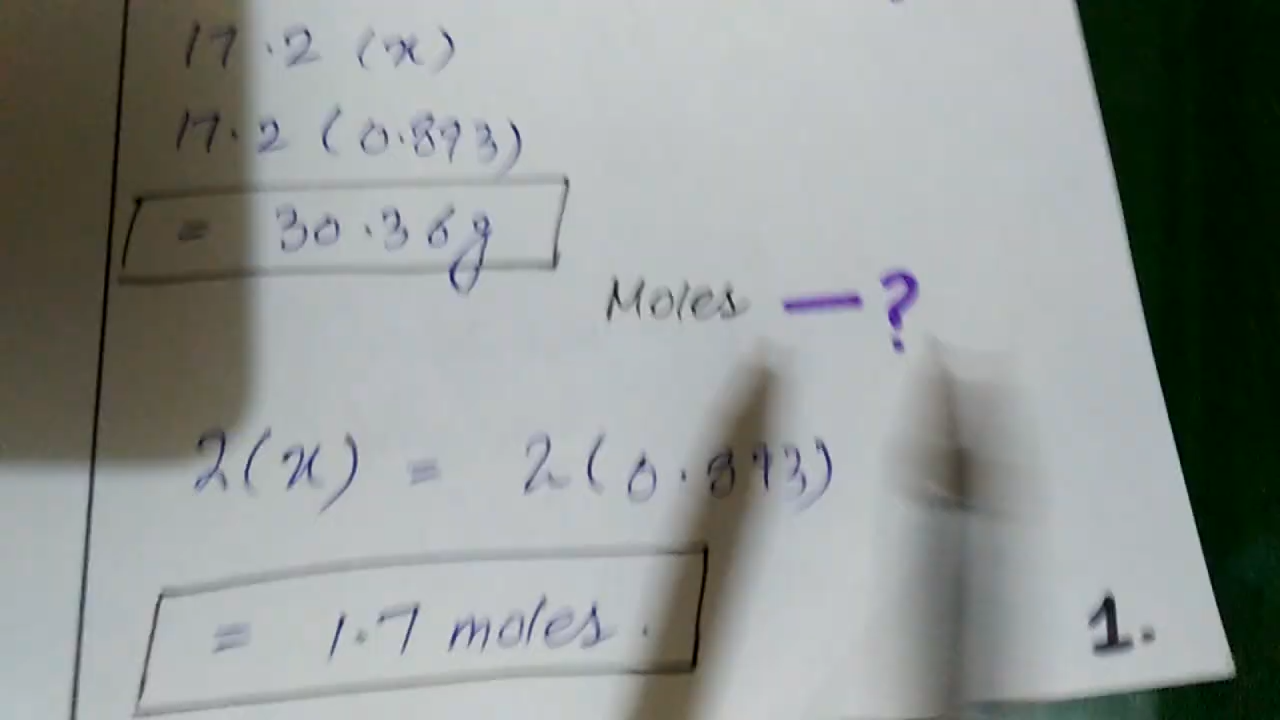 17.2 (x)
17.2 (0.893)
= 30.36g
Moles — ?
2(x) = 2(0.893)
= 1.7 moles.
1.